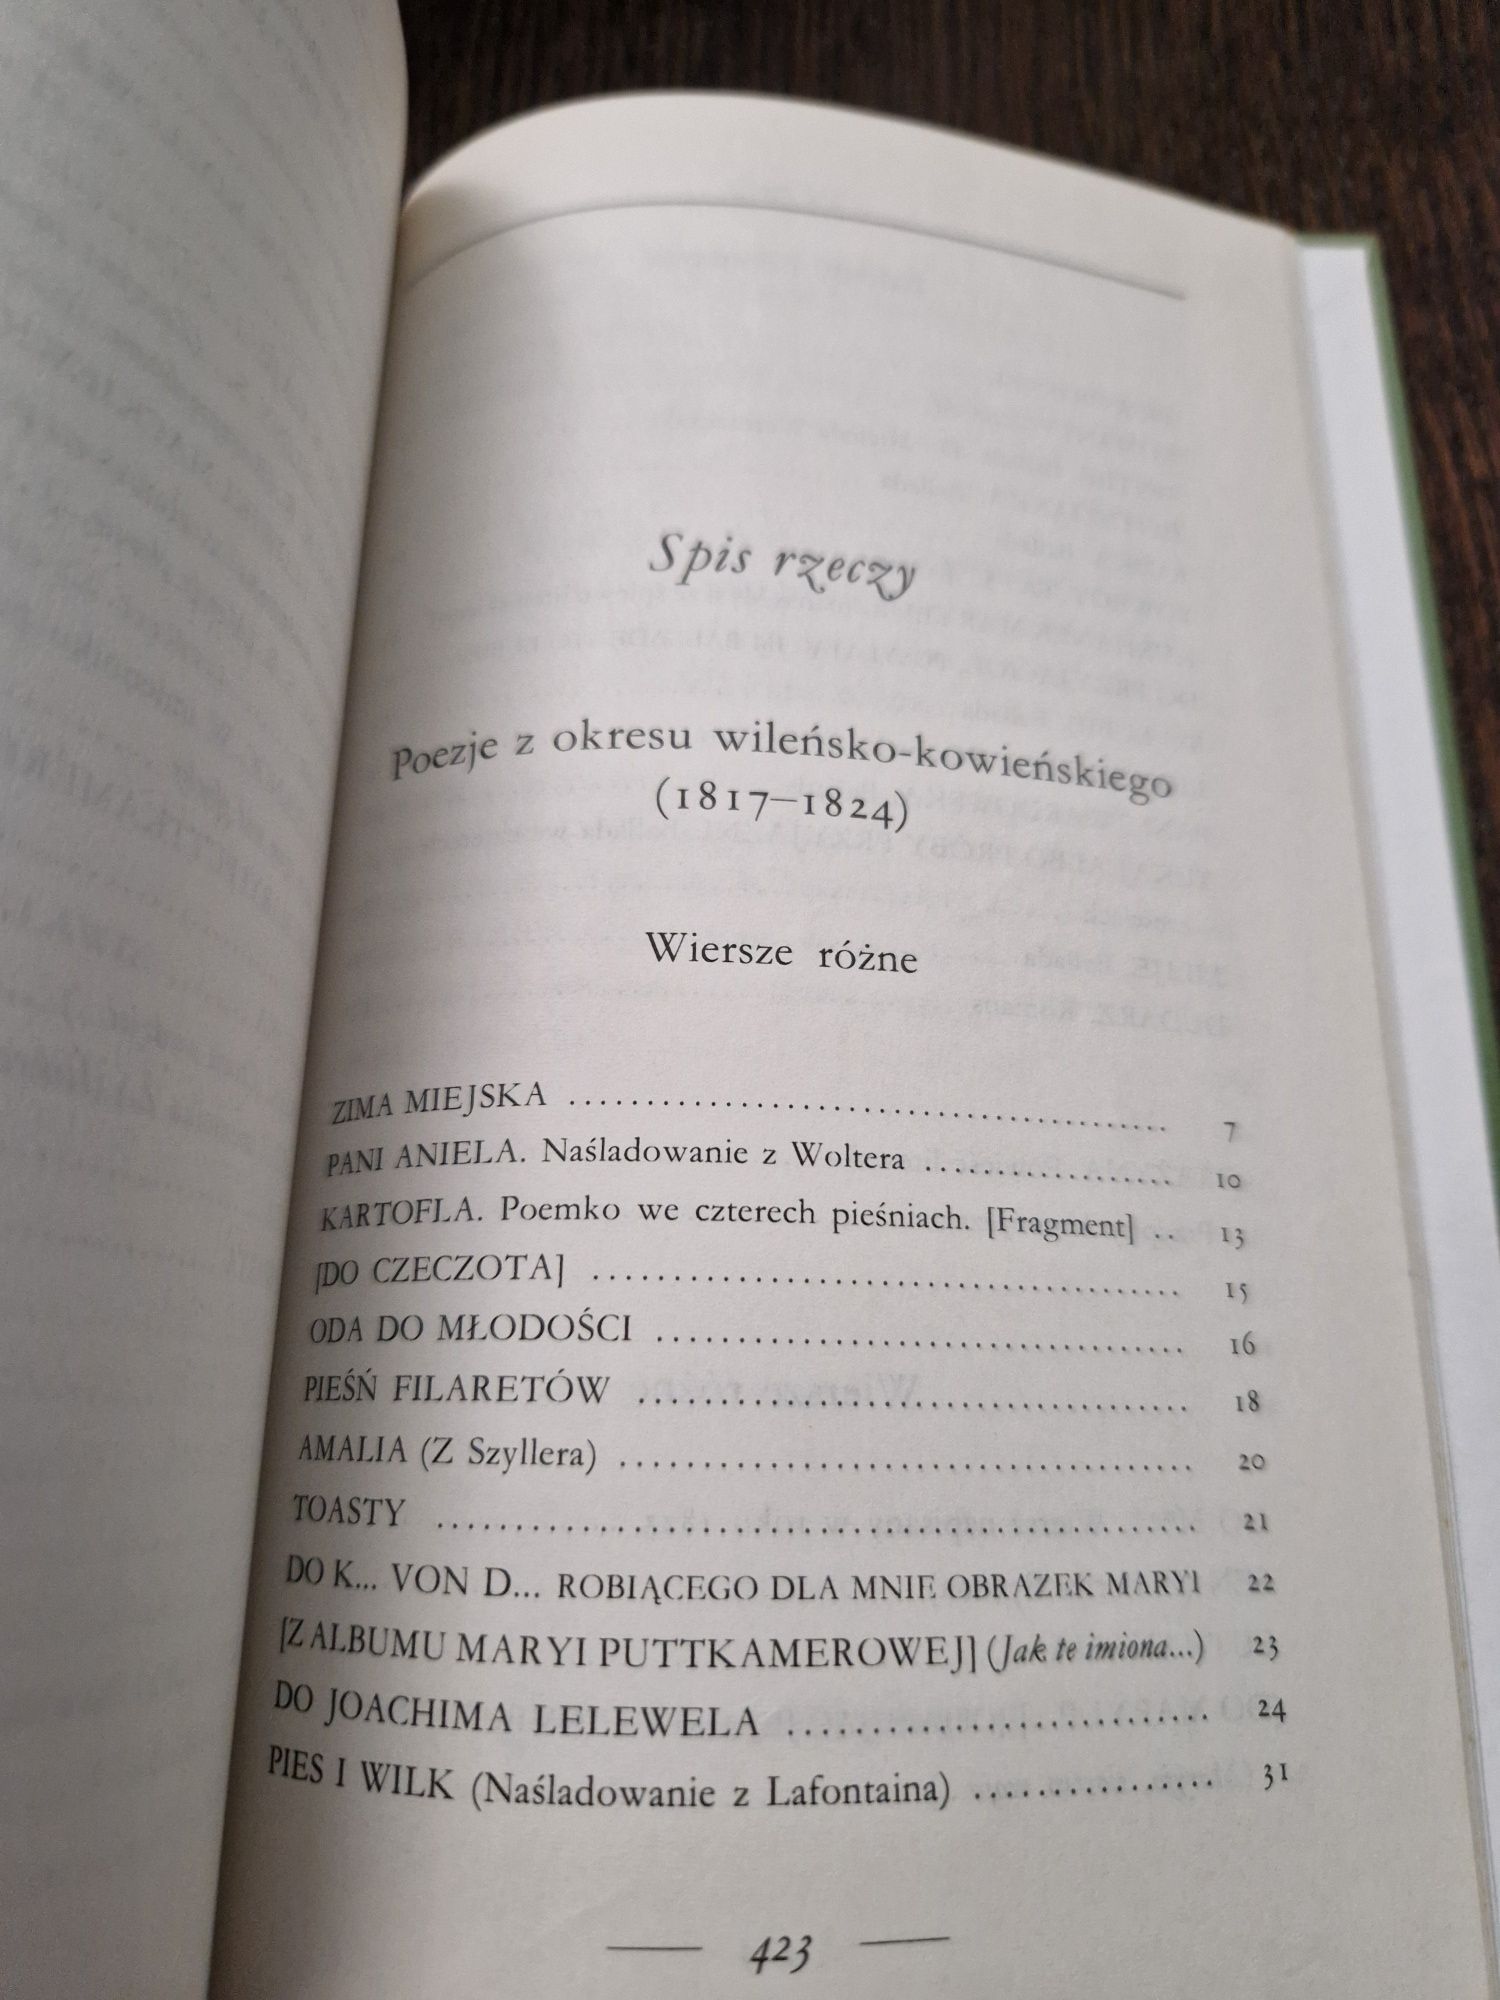 Spis rzeczy
Poezje z okresu wileńsko-kowieńskiego
(1817–1824)
Wiersze różne
ZIMA MIEJSKA ........................................ 7
PANI ANIELA. Naśladowanie z Woltera .................. 10
KARTOFLA. Poemko we czterech pieśniach. [Fragment] .. 13
[DO CZECZOTA] ........................................ 15
ODA DO MŁODOŚCI ..................................... 16
PIEŚŃ FILARETÓW ..................................... 18
AMALIA (Z Szyllera) ..................................... 20
TOASTY ................................................ 21
DO K... VON D... ROBIĄCEGO DLA MNIE OBRAZEK MARYI 22
[Z ALBUMU MARYI PUTTKAMEROWEJ] (Jak te imiona...) 23
DO JOACHIMA LELEWELA ............................ 24
PIES I WILK (Naśladowanie z Lafontaina) ................ 31
— 423 —